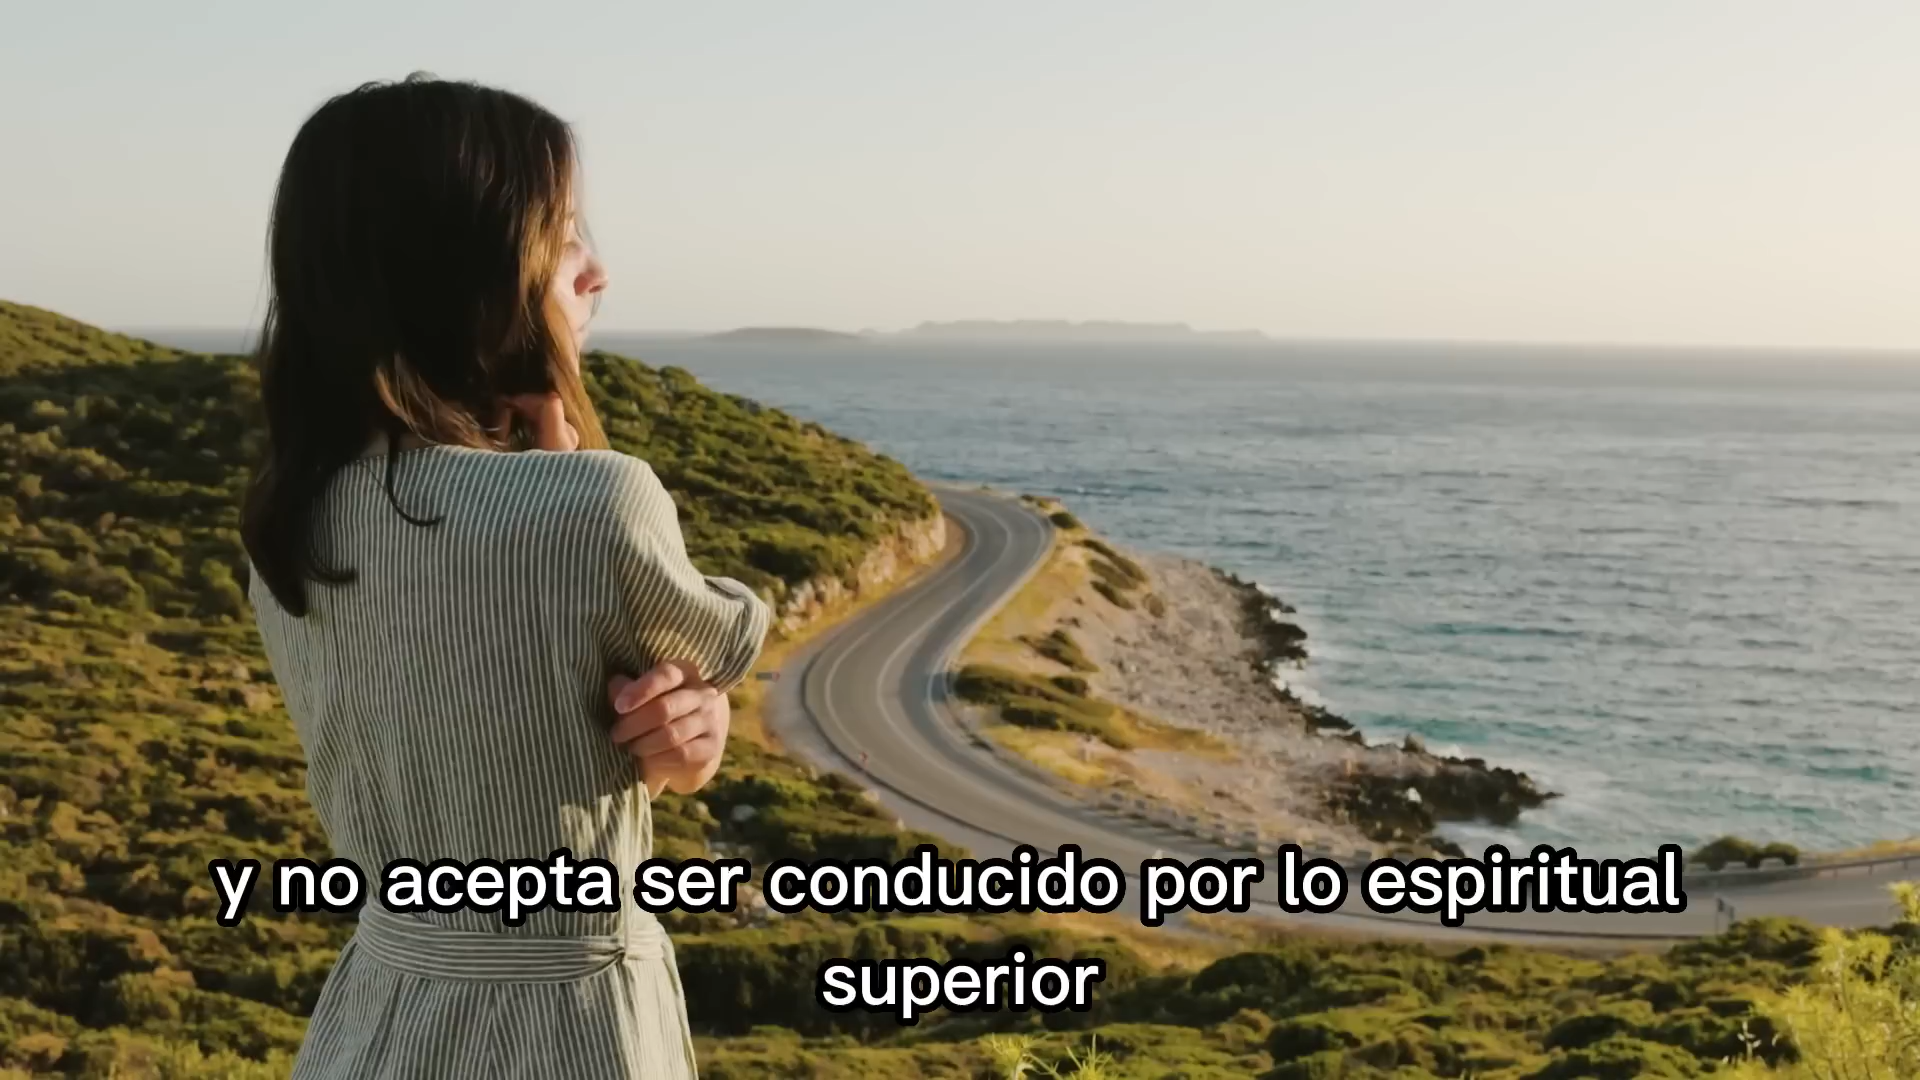 y no acepta ser conducido por lo espiritual
superior